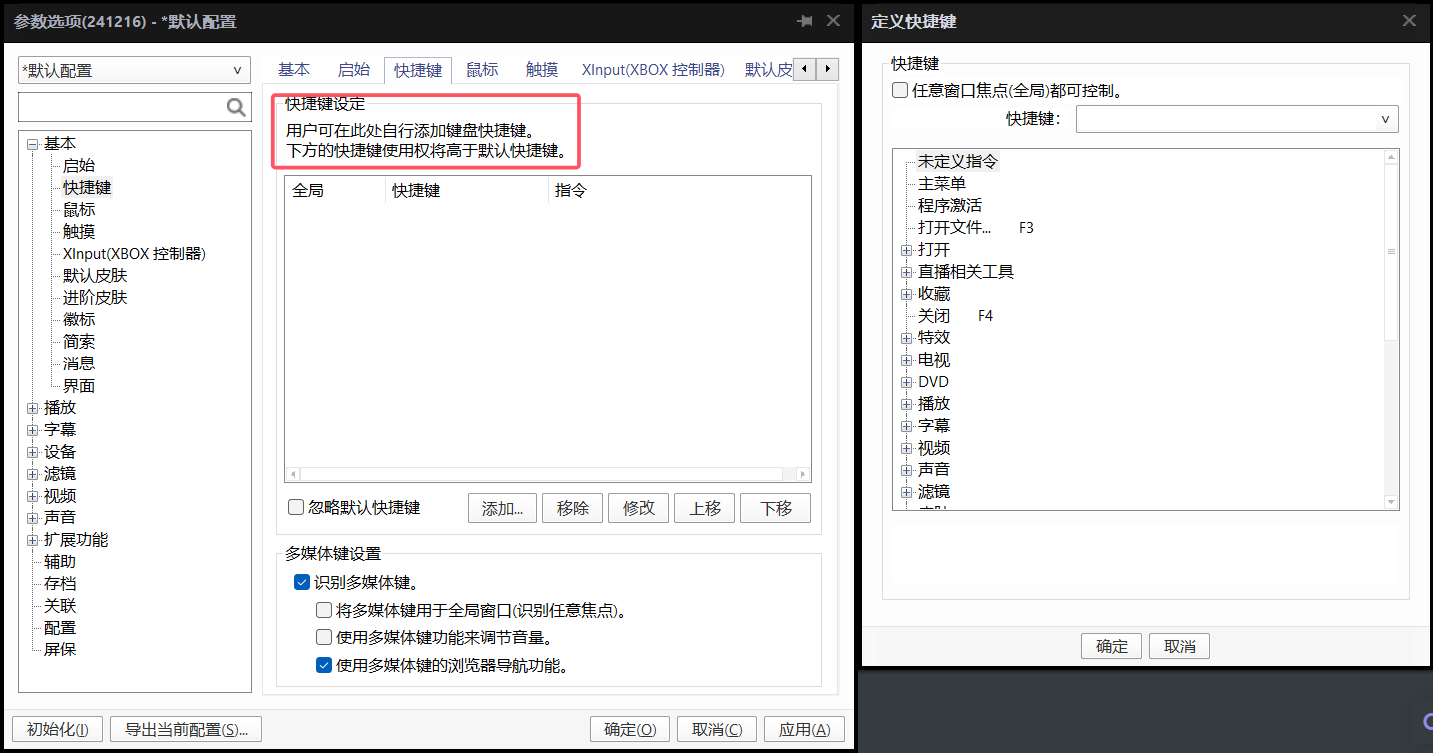 参数选项(241216) - *默认配置
*默认配置
基本
启始
快捷键
鼠标
触摸
XInput(XBOX 控制器)
默认皮肤
进阶皮肤
徽标
简索
消息
界面
播放
字幕
设备
滤镜
视频
声音
扩展功能
辅助
存档
关联
配置
屏保
基本 启始 快捷键 鼠标 触摸 XInput(XBOX 控制器) 默认皮
快捷键设定
用户可在此处自行添加键盘快捷键。
下方的快捷键使用权将高于默认快捷键。
全局 快捷键 指令
忽略默认快捷键 添加... 移除 修改 上移 下移
多媒体键设置
识别多媒体键。
将多媒体键用于全局窗口(识别任意焦点)。
使用多媒体键功能来调节音量。
使用多媒体键的浏览器导航功能。
初始化(I) 导出当前配置(S)... 确定(O) 取消(C) 应用(A)
定义快捷键
快捷键
任意窗口焦点(全局)都可控制。
快捷键：
未定义指令
主菜单
程序激活
打开文件... F3
打开
直播相关工具
收藏
关闭 F4
特效
电视
DVD
播放
字幕
视频
声音
滤镜
确定 取消